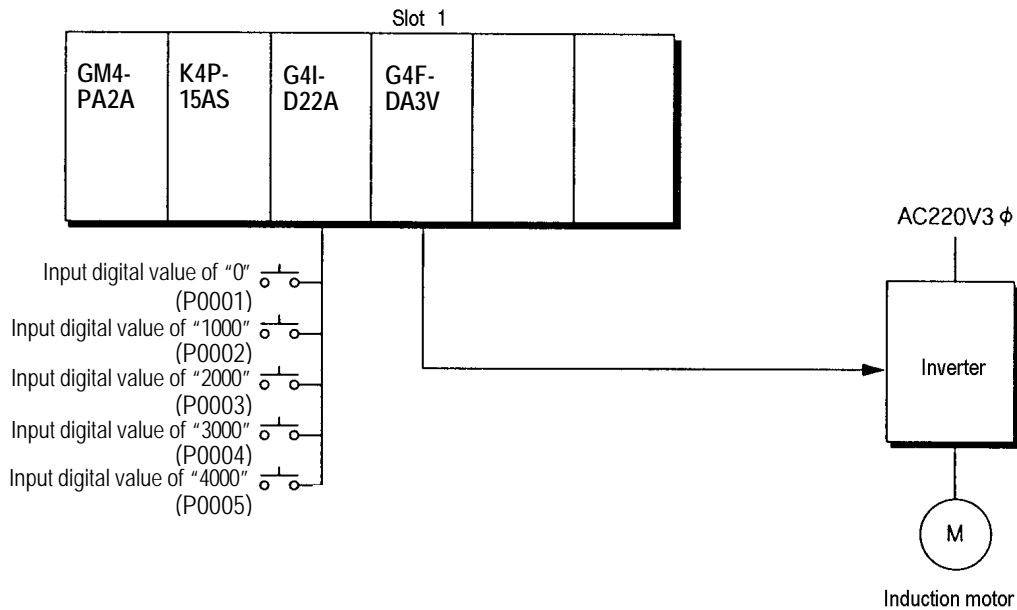 Slot 1
GM4-
PA2A
K4P-
15AS
G4I-
D22A
G4F-
DA3V
AC220V3 ϕ
Input digital value of “0”
(P0001)
Input digital value of “1000”
(P0002)
Input digital value of “2000”
(P0003)
Input digital value of “3000”
(P0004)
Input digital value of “4000”
(P0005)
Inverter
M
Induction motor